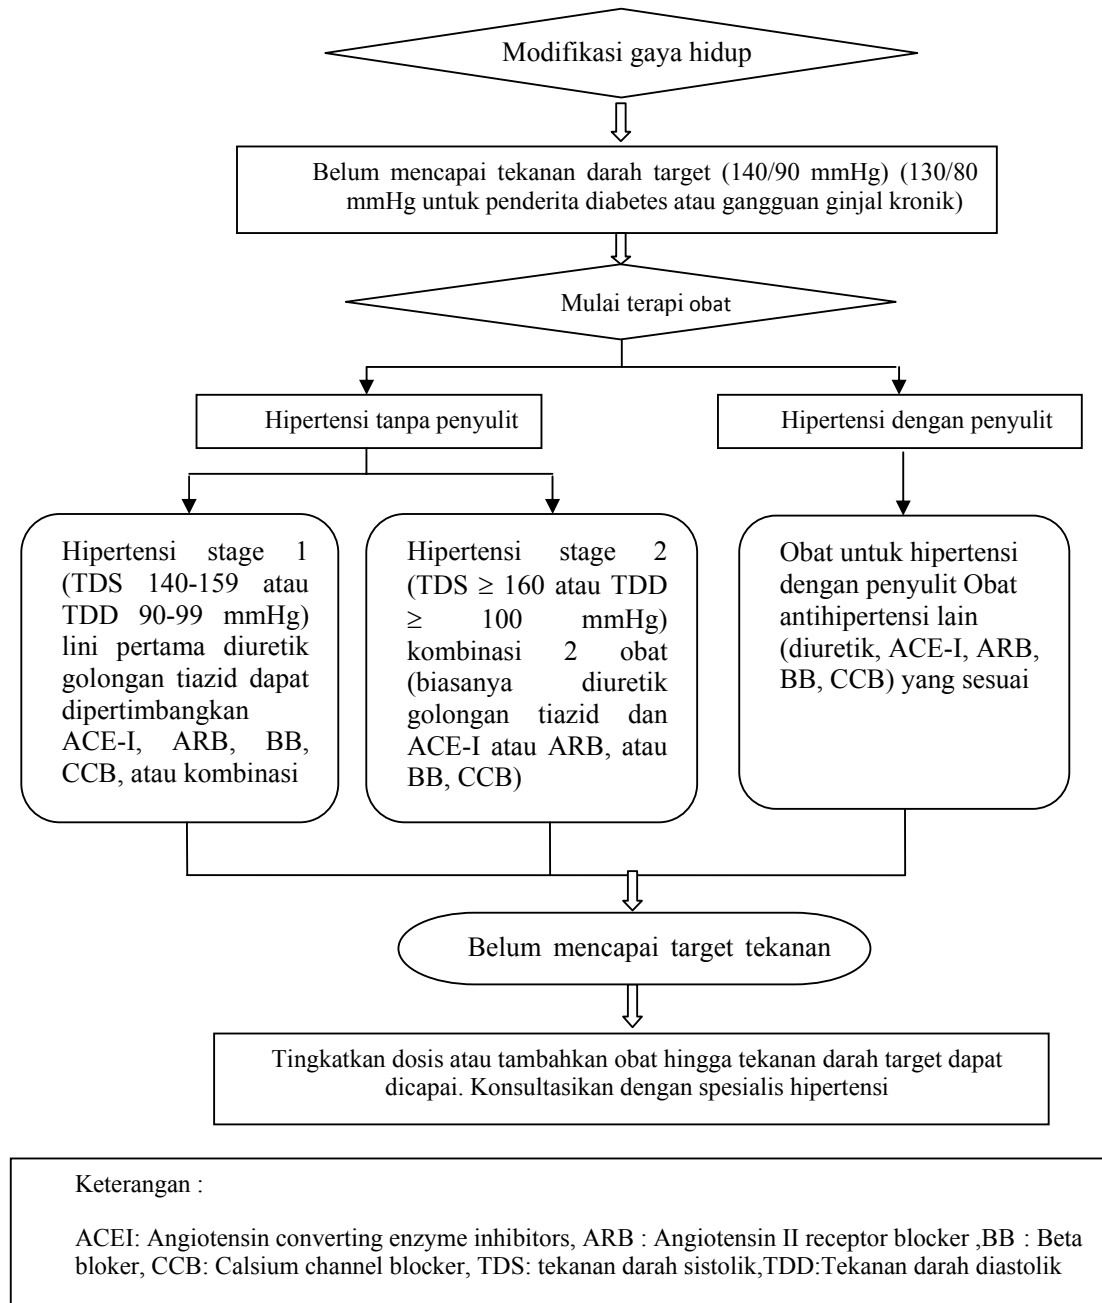 Modifikasi gaya hidup
Belum mencapai tekanan darah target (140/90 mmHg) (130/80
mmHg untuk penderita diabetes atau gangguan ginjal kronik)
Mulai terapi obat
Hipertensi tanpa penyulit
Hipertensi dengan penyulit
Hipertensi stage 1
(TDS 140-159 atau
TDD 90-99 mmHg)
lini pertama diuretik
golongan tiazid dapat
dipertimbangkan
ACE-I, ARB, BB,
CCB, atau kombinasi
Hipertensi stage 2
(TDS ≥ 160 atau TDD
≥ 100 mmHg)
kombinasi 2 obat
(biasanya diuretik
golongan tiazid dan
ACE-I atau ARB, atau
BB, CCB)
Obat untuk hipertensi
dengan penyulit Obat
antihipertensi lain
(diuretik, ACE-I, ARB,
BB, CCB) yang sesuai
Belum mencapai target tekanan
Tingkatkan dosis atau tambahkan obat hingga tekanan darah target dapat
dicapai. Konsultasikan dengan spesialis hipertensi
Keterangan :
ACEI: Angiotensin converting enzyme inhibitors, ARB : Angiotensin II receptor blocker ,BB : Beta
bloker, CCB: Calsium channel blocker, TDS: tekanan darah sistolik,TDD:Tekanan darah diastolik